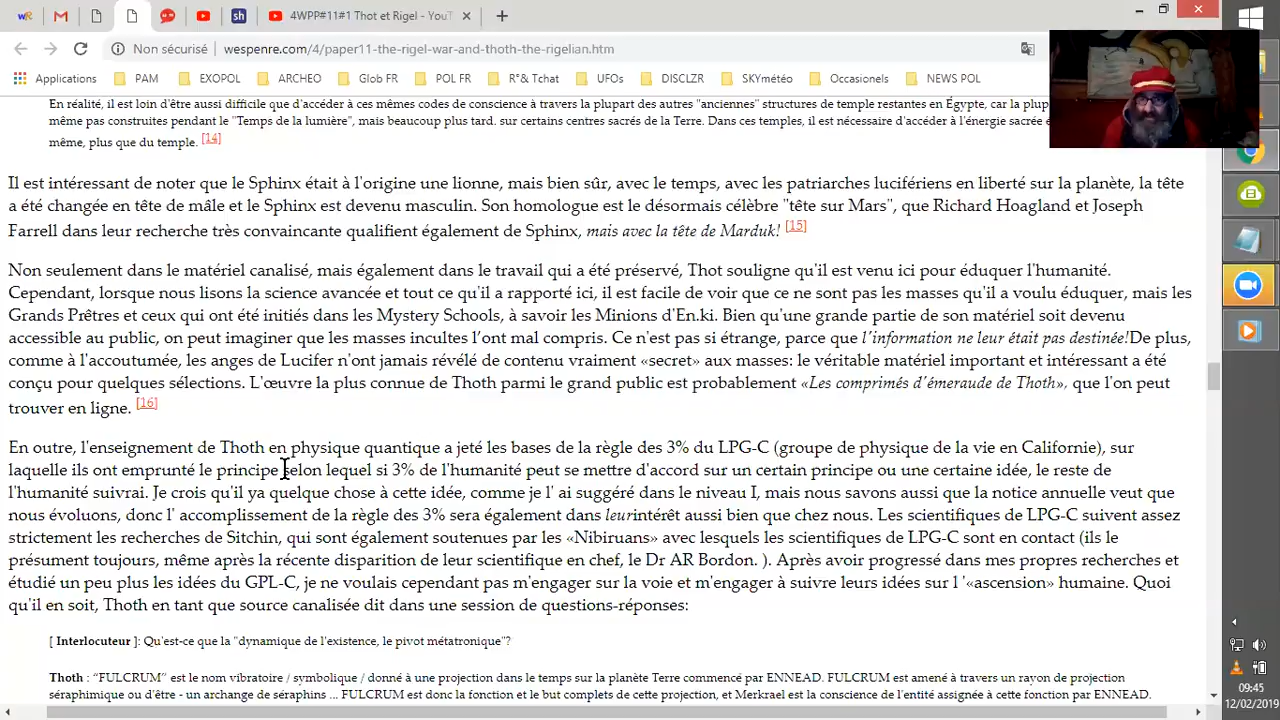 4WPP#11#1 Thot et Rigel - YouT
Non sécurisé
wespenre.com/4/paper11-the-rigel-war-and-thoth-the-rigelian.htm
Applications PAM EXOPOL ARCHEO Glob FR POL FR R"& Tchat UFOs DISCLZR SKYmétéo Occasionels NEWS POL
En réalité, il est loin d'être aussi difficile que d'accéder à ces mêmes codes de conscience à travers la plupart des autres "anciennes" structures de temple restantes en Égypte, car la
même pas construites pendant le "Temps de la lumière", mais beaucoup plus tard. sur certains centres sacrés de la Terre. Dans ces temples, il est nécessaire d'accéder à l'énergie sacrée
même, plus que du temple. [14]
Il est intéressant de noter que le Sphinx était à l'origine une lionne, mais bien sûr, avec le temps, avec les patriarches lucifériens en liberté sur la planète, la tête
a été changée en tête de mâle et le Sphinx est devenu masculin. Son homologue est le désormais célèbre "tête sur Mars", que Richard Hoagland et Joseph
Farrell dans leur recherche très convaincante qualifient également de Sphinx, mais avec la tête de Marduk! [15]
Non seulement dans le matériel canalisé, mais également dans le travail qui a été préservé, Thot souligne qu'il est venu ici pour éduquer l'humanité.
Cependant, lorsque nous lisons la science avancée et tout ce qu'il a rapporté ici, il est facile de voir que ce ne sont pas les masses qu'il a voulu éduquer, mais les
Grands Prêtres et ceux qui ont été initiés dans les Mystery Schools, à savoir les Minions d'En.ki. Bien qu'une grande partie de son matériel soit devenu
accessible au public, on peut imaginer que les masses incultes l'ont mal compris. Ce n'est pas si étrange, parce que l'information ne leur était pas destinée!De plus,
comme à l'accoutumée, les anges de Lucifer n'ont jamais révélé de contenu vraiment «secret» aux masses: le véritable matériel important et intéressant a été
conçu pour quelques sélections. L'œuvre la plus connue de Thoth parmi le grand public est probablement «Les comprimés d'émeraude de Thoth», que l'on peut
trouver en ligne. [16]
En outre, l'enseignement de Thoth en physique quantique a jeté les bases de la règle des 3% du LPG-C (groupe de physique de la vie en Californie), sur
laquelle ils ont emprunté le principe selon lequel si 3% de l'humanité peut se mettre d'accord sur un certain principe ou une certaine idée, le reste de
l'humanité suivrai. Je crois qu'il ya quelque chose à cette idée, comme je l' ai suggéré dans le niveau I, mais nous savons aussi que la notice annuelle veut que
nous évoluions, donc l' accomplissement de la règle des 3% sera également dans leurintérêt aussi bien que chez nous. Les scientifiques de LPG-C suivent assez
strictement les recherches de Sitchin, qui sont également soutenues par les «Nibiruans» avec lesquels les scientifiques de LPG-C sont en contact (ils le
présument toujours, même après la récente disparition de leur scientifique en chef, le Dr AR Bordon. ). Après avoir progressé dans mes propres recherches et
étudié un peu plus les idées du GPL-C, je ne voulais cependant pas m'engager sur la voie et m'engager à suivre leurs idées sur l '«ascension» humaine. Quoi
qu'il en soit, Thoth en tant que source canalisée dit dans une session de questions-réponses:
[ Interlocuteur ]: Qu'est-ce que la "dynamique de l'existence, le pivot métatronique"?
Thoth : "FULCRUM" est le nom vibratoire / symbolique / donné à une projection dans le temps sur la planète Terre commencé par ENNEAD. FULCRUM est amené à travers un rayon de projection
séraphimique ou d'être - un archange de séraphins ... FULCRUM est donc la fonction et le but complets de cette projection, et Merkrael est la conscience de l'entité assignée à cette fonction par ENNEAD.
09:45
12/02/2019